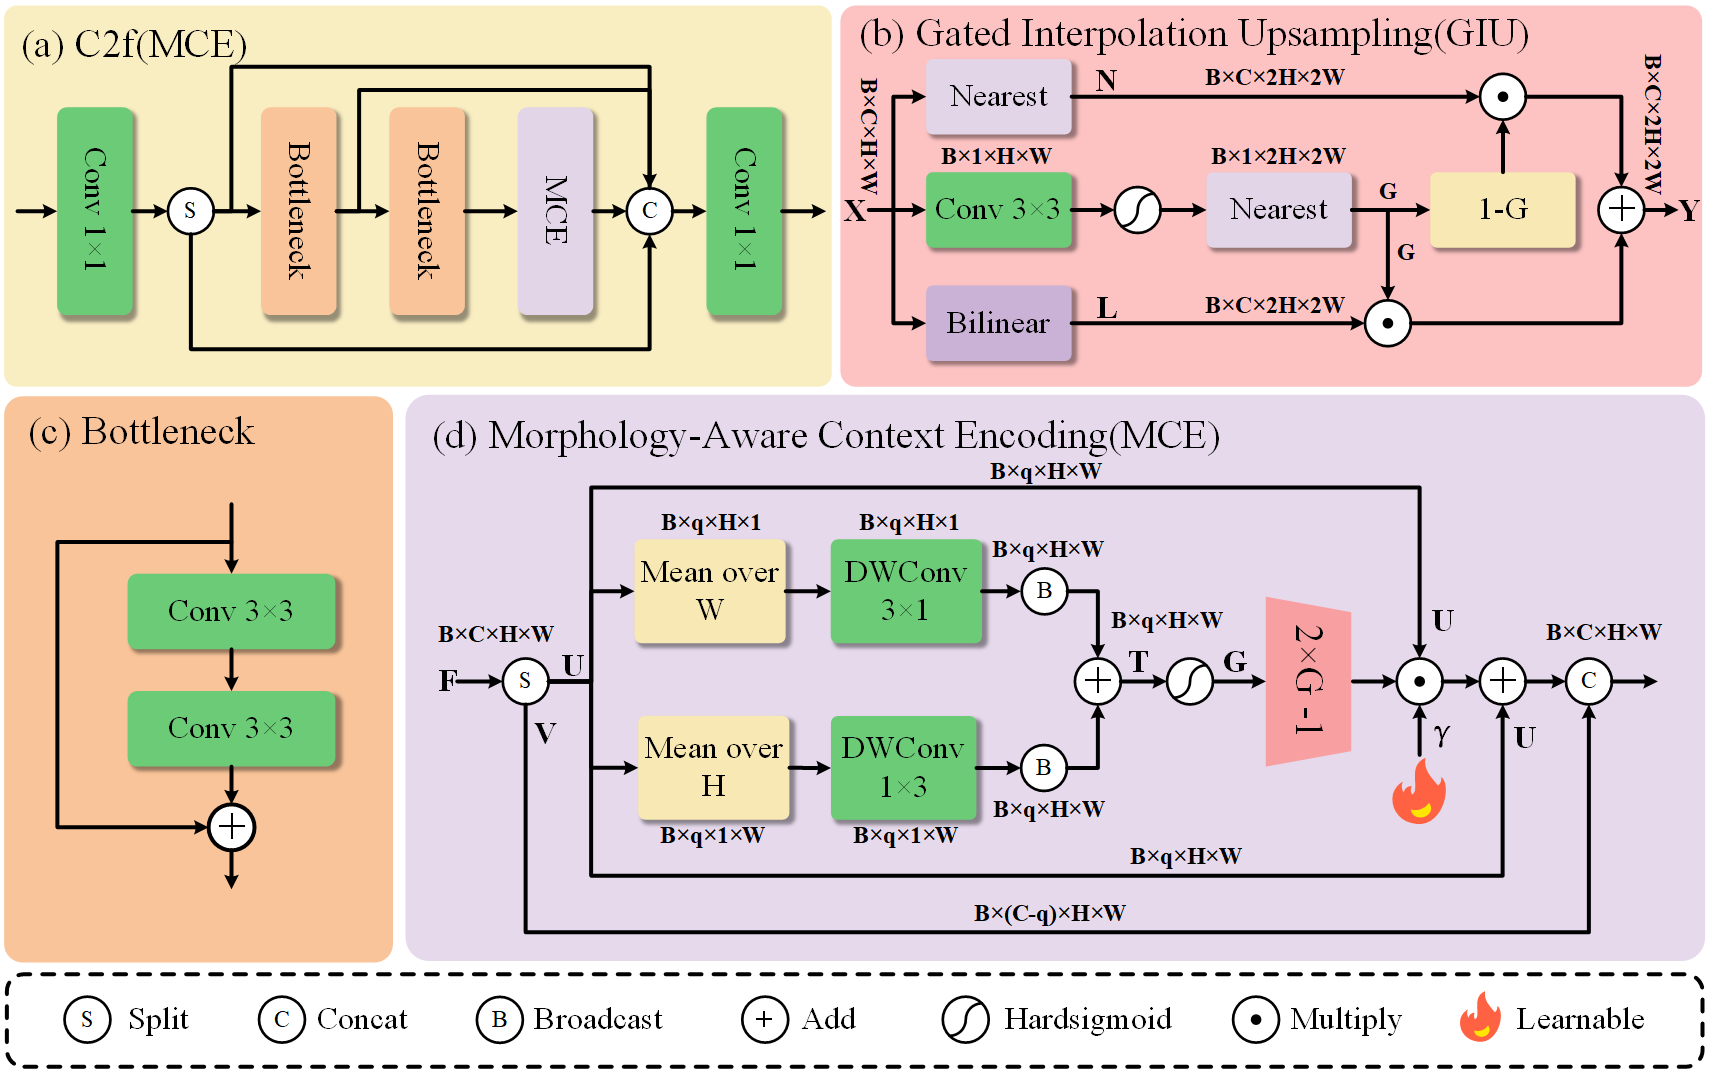 (a) C2f(MCE)
Conv 1×1
S
Bottleneck
Bottleneck
MCE
C
Conv 1×1
(b) Gated Interpolation Upsampling(GIU)
X
B×C×H×W
Nearest
N
B×C×2H×2W
B×1×H×W
Conv 3×3
B×1×2H×2W
Nearest
G
G
1-G
Bilinear
L
B×C×2H×2W
B×C×2H×2W
Y
(c) Bottleneck
Conv 3×3
Conv 3×3
(d) Morphology-Aware Context Encoding(MCE)
B×q×H×W
B×C×H×W
F
S
U
V
B×q×H×1
Mean over
W
B×q×H×1
DWConv
3×1
B×q×H×W
B
Mean over
H
B×q×1×W
DWConv
1×3
B×q×1×W
B
B×q×H×W
B×q×H×W
T
G
2×G-1
U
γ
U
B×C×H×W
C
B×q×H×W
B×(C-q)×H×W
S Split
C Concat
B Broadcast
+ Add
Hardsigmoid
Multiply
Learnable